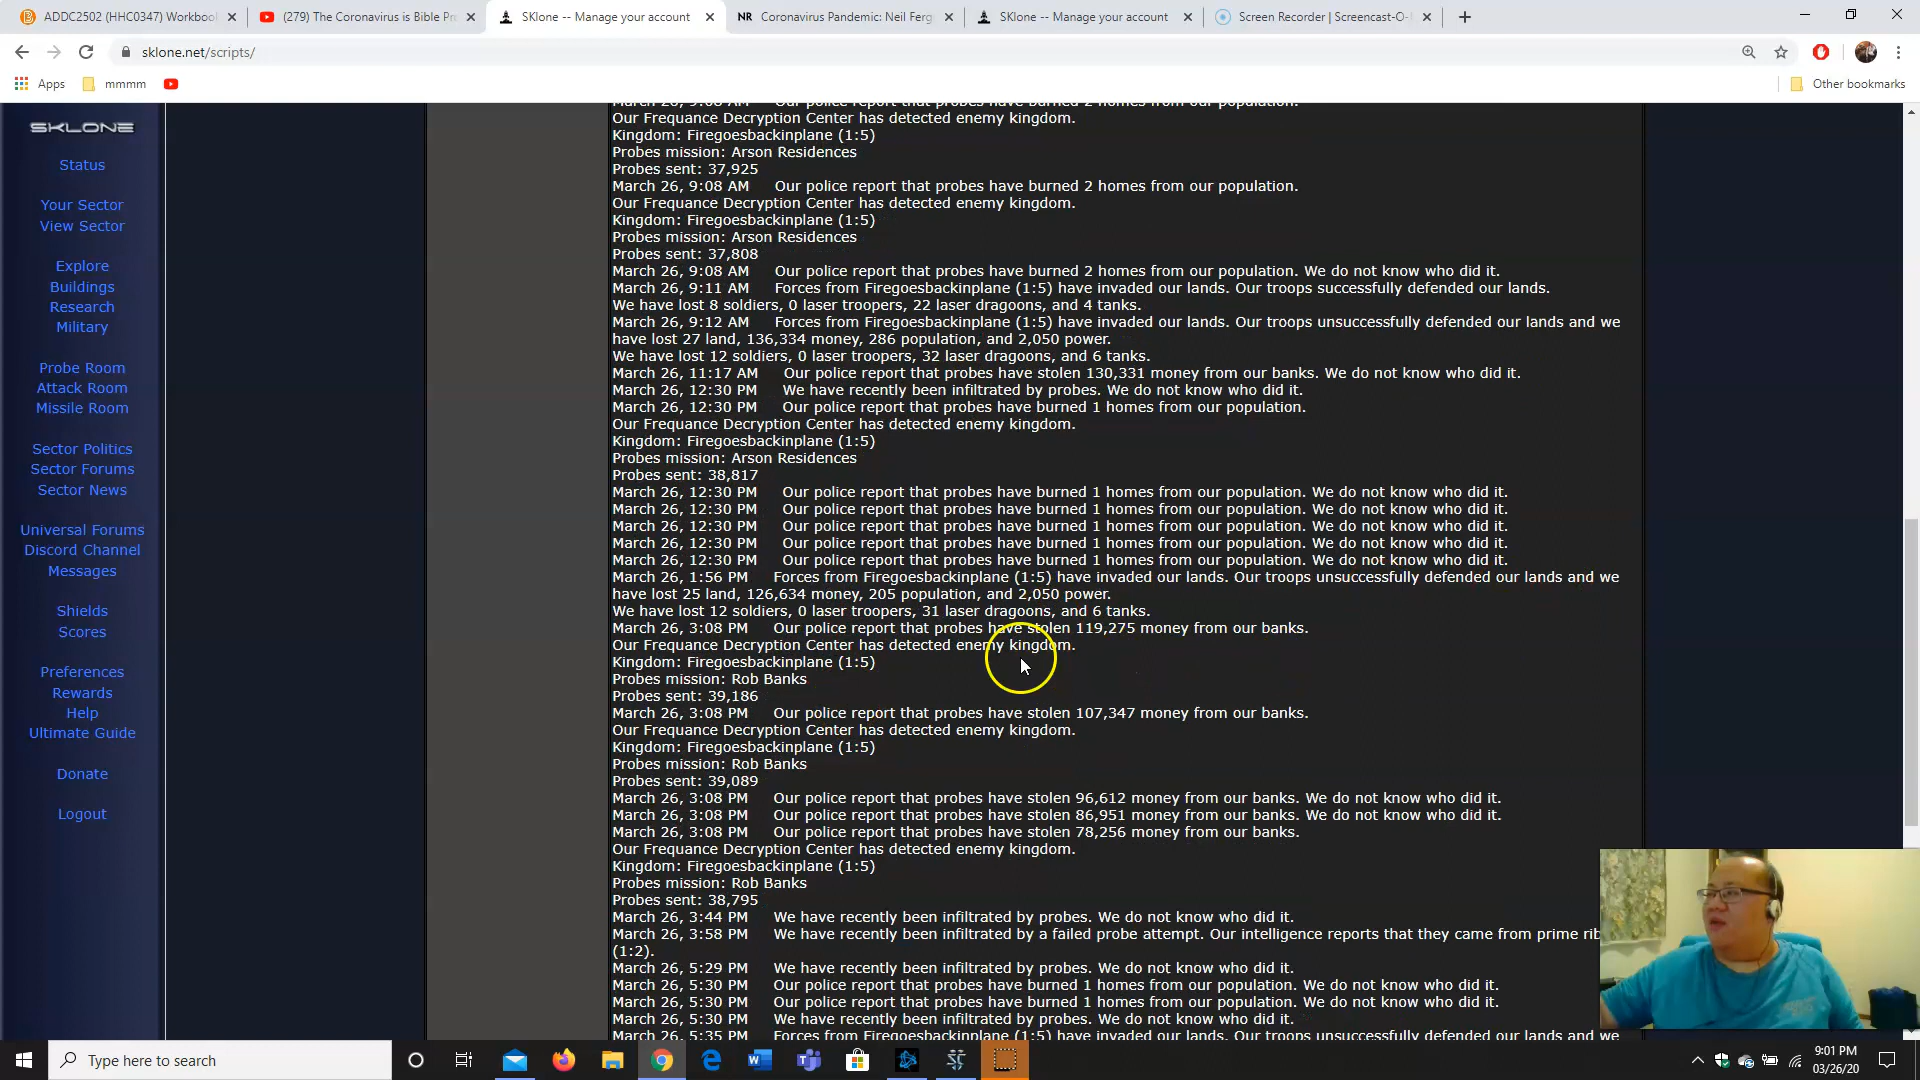 ADDC2502 (HHC0347) Workbook
(279) The Coronavirus is Bible Pr
SKlone -- Manage your account
NR Coronavirus Pandemic: Neil Ferg
SKlone -- Manage your account
Screen Recorder | Screencast-O-
sklone.net/scripts/
Apps
mmmm
Other bookmarks
SKLONE
Status
Your Sector
View Sector
Explore
Buildings
Research
Military
Probe Room
Attack Room
Missile Room
Sector Politics
Sector Forums
Sector News
Universal Forums
Discord Channel
Messages
Shields
Scores
Preferences
Rewards
Help
Ultimate Guide
Donate
Logout
March 26, 9:08 AM Our police report that probes have burned 2 homes from our population.
Our Frequance Decryption Center has detected enemy kingdom.
Kingdom: Firegoesbackinplane (1:5)
Probes mission: Arson Residences
Probes sent: 37,925
March 26, 9:08 AM Our police report that probes have burned 2 homes from our population.
Our Frequance Decryption Center has detected enemy kingdom.
Kingdom: Firegoesbackinplane (1:5)
Probes mission: Arson Residences
Probes sent: 37,808
March 26, 9:08 AM Our police report that probes have burned 2 homes from our population. We do not know who did it.
March 26, 9:11 AM Forces from Firegoesbackinplane (1:5) have invaded our lands. Our troops successfully defended our lands.
We have lost 8 soldiers, 0 laser troopers, 22 laser dragoons, and 4 tanks.
March 26, 9:12 AM Forces from Firegoesbackinplane (1:5) have invaded our lands. Our troops unsuccessfully defended our lands and we
have lost 27 land, 136,334 money, 286 population, and 2,050 power.
We have lost 12 soldiers, 0 laser troopers, 32 laser dragoons, and 6 tanks.
March 26, 11:17 AM Our police report that probes have stolen 130,331 money from our banks. We do not know who did it.
March 26, 12:30 PM We have recently been infiltrated by probes. We do not know who did it.
March 26, 12:30 PM Our police report that probes have burned 1 homes from our population.
Our Frequance Decryption Center has detected enemy kingdom.
Kingdom: Firegoesbackinplane (1:5)
Probes mission: Arson Residences
Probes sent: 38,817
March 26, 12:30 PM Our police report that probes have burned 1 homes from our population. We do not know who did it.
March 26, 12:30 PM Our police report that probes have burned 1 homes from our population. We do not know who did it.
March 26, 12:30 PM Our police report that probes have burned 1 homes from our population. We do not know who did it.
March 26, 12:30 PM Our police report that probes have burned 1 homes from our population. We do not know who did it.
March 26, 12:30 PM Our police report that probes have burned 1 homes from our population. We do not know who did it.
March 26, 1:56 PM Forces from Firegoesbackinplane (1:5) have invaded our lands. Our troops unsuccessfully defended our lands and we
have lost 25 land, 126,634 money, 205 population, and 2,050 power.
We have lost 12 soldiers, 0 laser troopers, 31 laser dragoons, and 6 tanks.
March 26, 3:08 PM Our police report that probes have stolen 119,275 money from our banks.
Our Frequance Decryption Center has detected enemy kingdom.
Kingdom: Firegoesbackinplane (1:5)
Probes mission: Rob Banks
Probes sent: 39,186
March 26, 3:08 PM Our police report that probes have stolen 107,347 money from our banks.
Our Frequance Decryption Center has detected enemy kingdom.
Kingdom: Firegoesbackinplane (1:5)
Probes mission: Rob Banks
Probes sent: 39,089
March 26, 3:08 PM Our police report that probes have stolen 96,612 money from our banks. We do not know who did it.
March 26, 3:08 PM Our police report that probes have stolen 86,951 money from our banks. We do not know who did it.
March 26, 3:08 PM Our police report that probes have stolen 78,256 money from our banks.
Our Frequance Decryption Center has detected enemy kingdom.
Kingdom: Firegoesbackinplane (1:5)
Probes mission: Rob Banks
Probes sent: 38,795
March 26, 3:44 PM We have recently been infiltrated by probes. We do not know who did it.
March 26, 3:58 PM We have recently been infiltrated by a failed probe attempt. Our intelligence reports that they came from prime rib
(1:2).
March 26, 5:29 PM We have recently been infiltrated by probes. We do not know who did it.
March 26, 5:30 PM Our police report that probes have burned 1 homes from our population. We do not know who did it.
March 26, 5:30 PM Our police report that probes have burned 1 homes from our population. We do not know who did it.
March 26, 5:30 PM We have recently been infiltrated by probes. We do not know who did it.
March 26, 5:35 PM Forces from Firegoesbackinplane (1:5) have invaded our lands. Our troops unsuccessfully defended our lands and we
Type here to search
9:01 PM
03/26/20